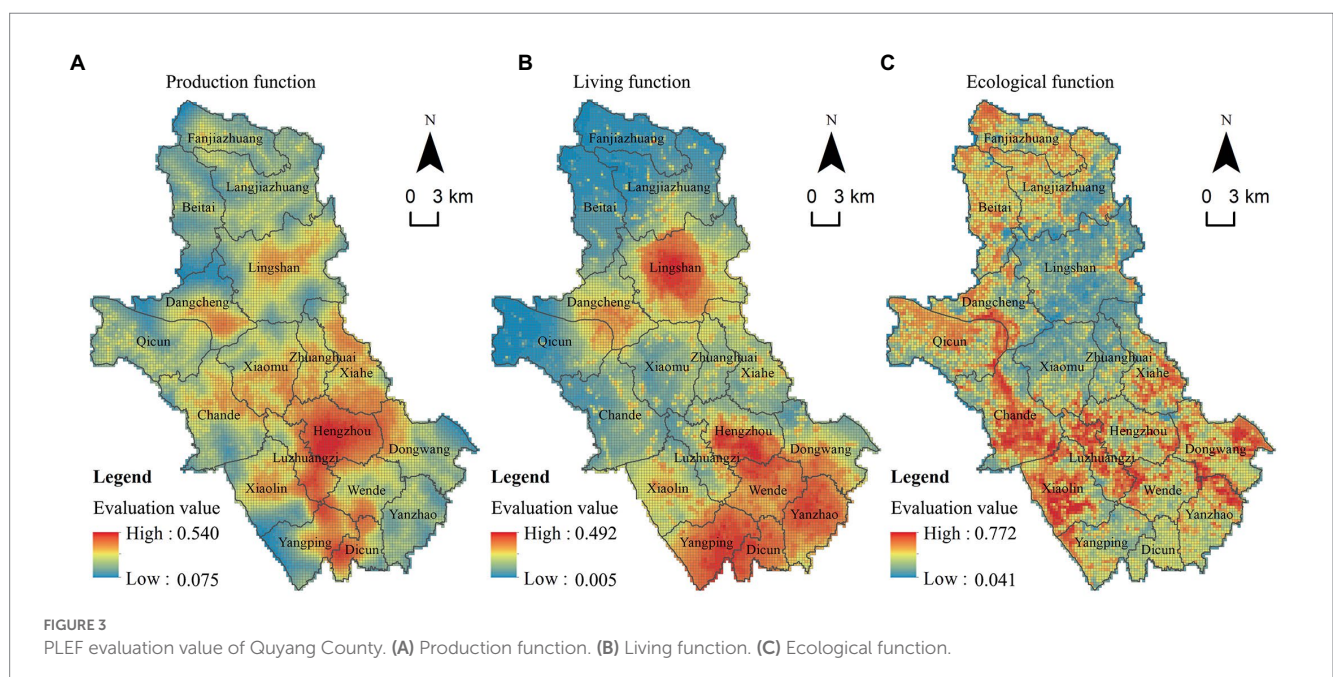 A
Production function
N
0 3 km
Fanjiazhuang
Langjiazhuang
Beitai
Lingshan
Dangcheng
Qicun
Xiaomu
Zhuanghuai
Xiahe
Chande
Hengzhou
Dongwang
Luzhuangzi
Xiaolin
Wende
Yanzhao
Yangping
Dicun
Legend
Evaluation value
High : 0.540
Low : 0.075
B
Living function
N
0 3 km
Fanjiazhuang
Langjiazhuang
Beitai
Lingshan
Dangcheng
Qicun
Xiaomu
Zhuanghuai
Xiahe
Chande
Hengzhou
Dongwang
Luzhuangzi
Xiaolin
Wende
Yanzhao
Yangping
Dicun
Legend
Evaluation value
High : 0.492
Low : 0.005
C
Ecological function
N
0 3 km
Fanjiazhuang
Langjiazhuang
Beitai
Lingshan
Dangcheng
Qicun
Xiaomu
Zhuanghuai
Xiahe
Chande
Hengzhou
Dongwang
Luzhuangzi
Xiaolin
Wende
Yanzhao
Yangping
Dicun
Legend
Evaluation value
High : 0.772
Low : 0.041
FIGURE 3
PLEF evaluation value of Quyang County. (A) Production function. (B) Living function. (C) Ecological function.